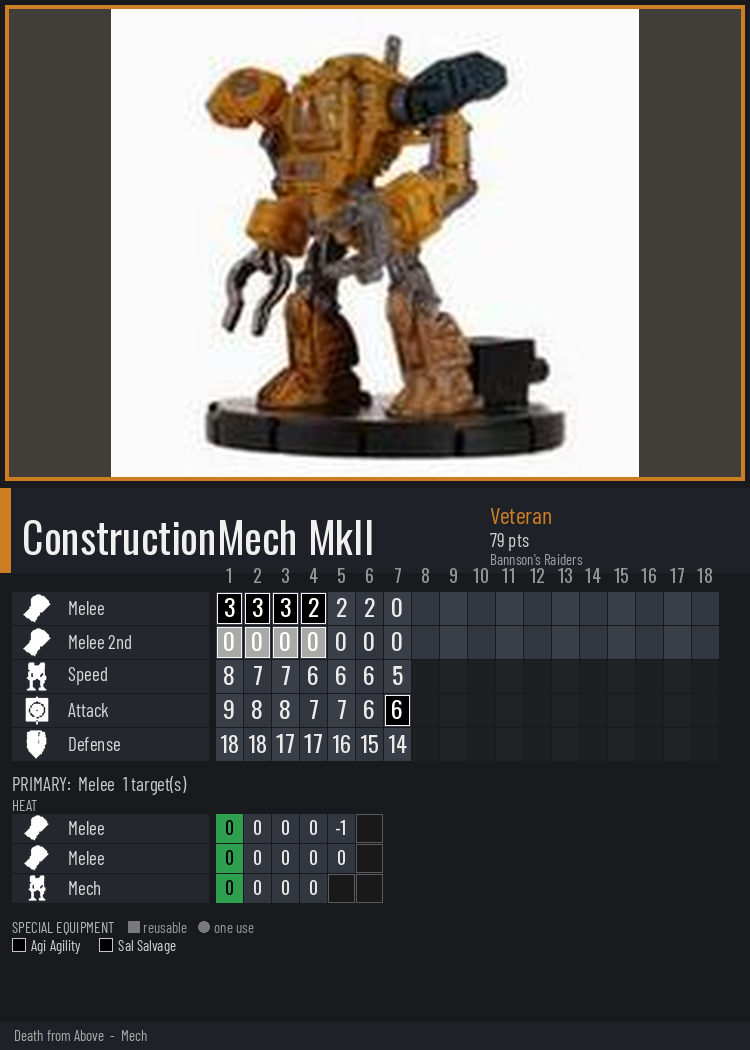 ConstructionMech MkII
Veteran
79 pts
Bannson's Raiders
1 2 3 4 5 6 7 8 9 10 11 12 13 14 15 16 17 18
Melee 3 3 3 2 2 2 0
Melee 2nd 0 0 0 0 0 0 0
Speed 8 7 7 6 6 6 5
Attack 9 8 8 7 7 6 6
Defense 18 18 17 17 16 15 14
PRIMARY: Melee 1 target(s)
HEAT
Melee 0 0 0 0 -1
Melee 0 0 0 0 0
Mech 0 0 0 0
SPECIAL EQUIPMENT reusable one use
Agi Agility Sal Salvage
Death from Above - Mech